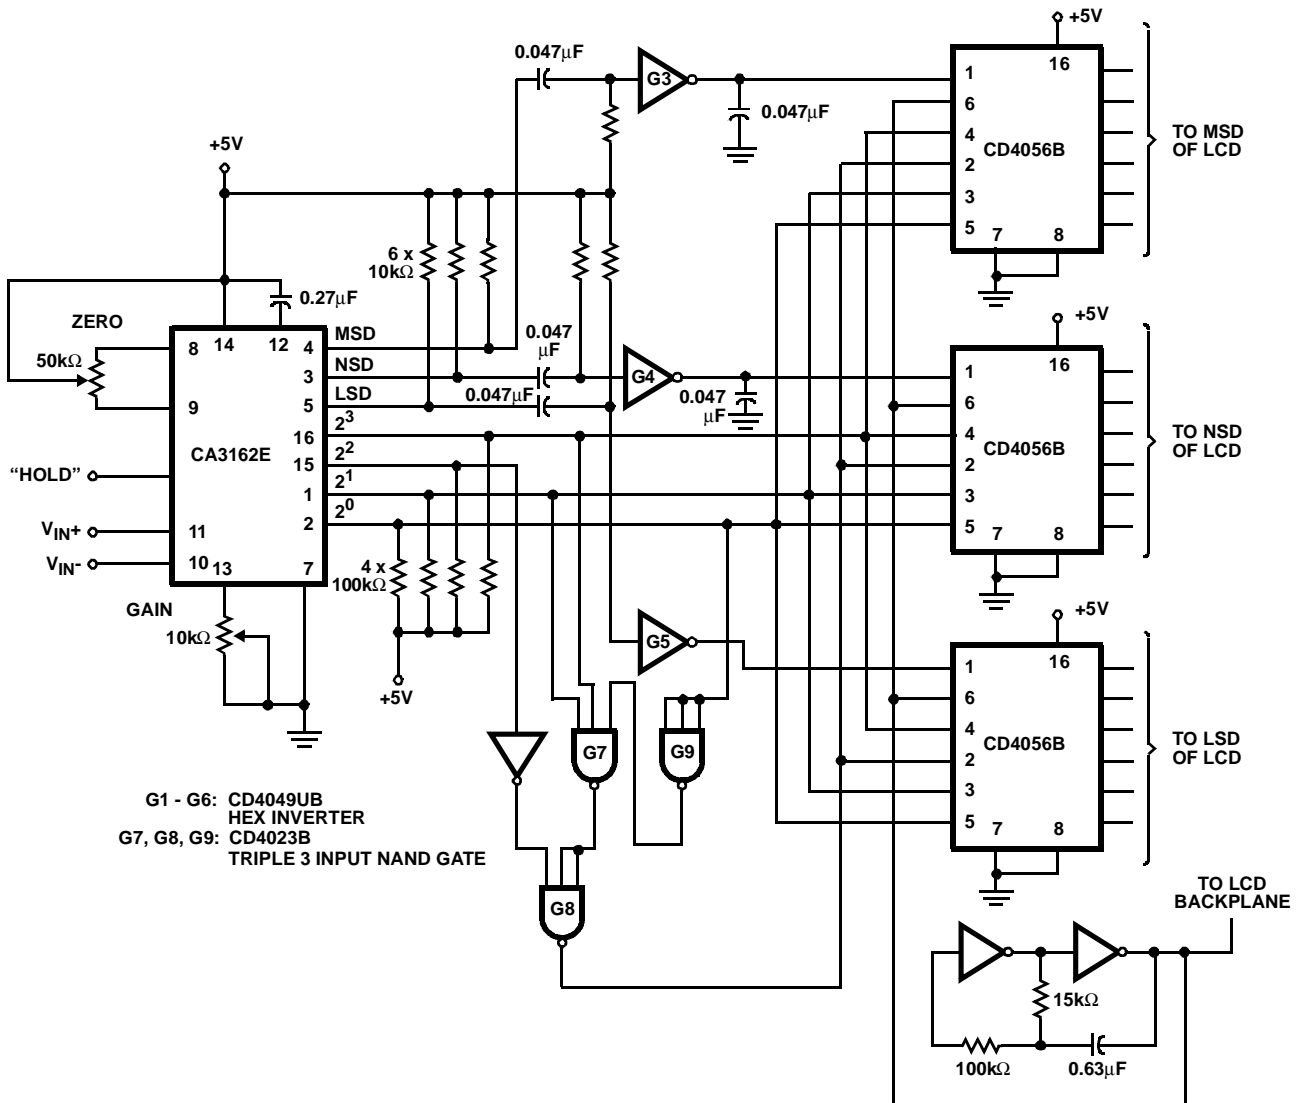 +5V
0.047µF
G3
0.047µF
16
1
6
4
2
3
5
7
8
CD4056B
TO MSD
OF LCD
+5V
6 x
10kΩ
0.27µF
ZERO
50kΩ
8
14
12
4
9
3
5
16
15
1
2
CA3162E
"HOLD"
11
VIN+
VIN-
10
13
7
MSD
NSD
LSD
2³
2²
2¹
2⁰
0.047
µF
0.047µF
G4
0.047
µF
+5V
16
1
6
4
2
3
5
7
8
CD4056B
TO NSD
OF LCD
GAIN
10kΩ
4 x
100kΩ
+5V
G5
G7
G9
G8
+5V
16
1
6
4
2
3
5
7
8
CD4056B
TO LSD
OF LCD
G1 - G6: CD4049UB
HEX INVERTER
G7, G8, G9: CD4023B
TRIPLE 3 INPUT NAND GATE
TO LCD
BACKPLANE
15kΩ
100kΩ
0.63µF